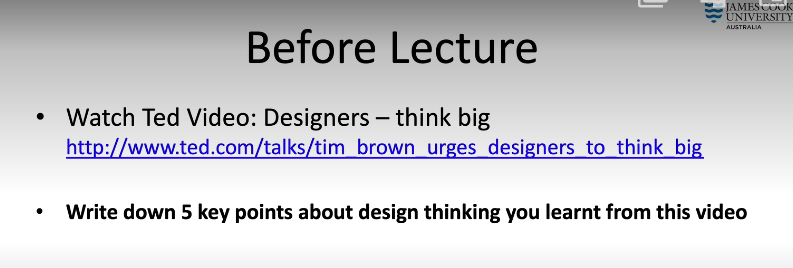 JAMES COOK
UNIVERSITY
AUSTRALIA
Before Lecture
• Watch Ted Video: Designers – think big
http://www.ted.com/talks/tim_brown_urges_designers_to_think_big
• Write down 5 key points about design thinking you learnt from this video